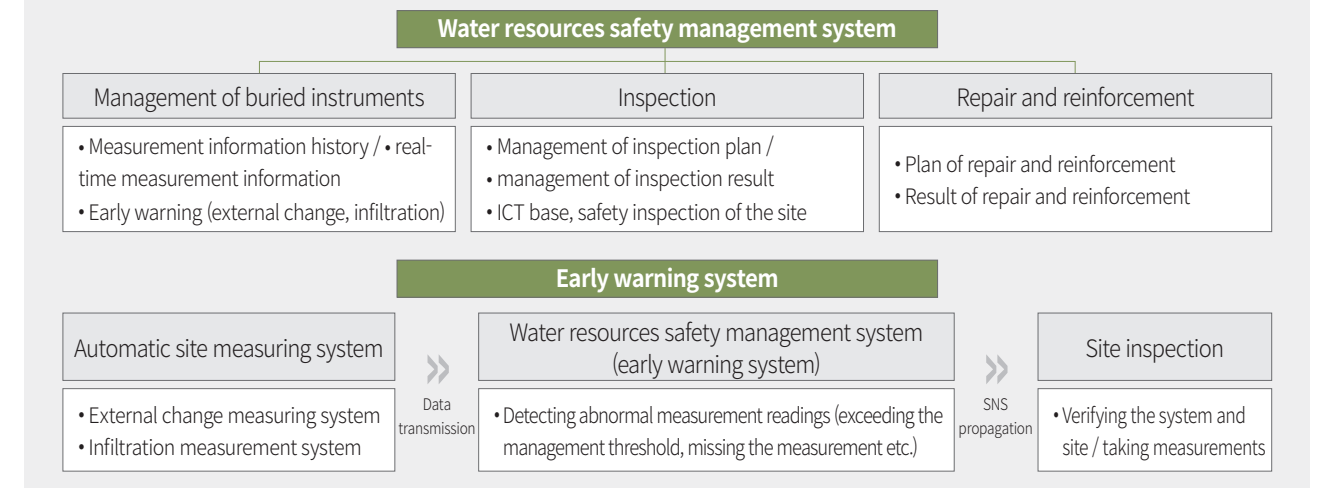 Water resources safety management system
Management of buried instruments
• Measurement information history / • real-
time measurement information
• Early warning (external change, infiltration)
Inspection
• Management of inspection plan /
• management of inspection result
• ICT base, safety inspection of the site
Repair and reinforcement
• Plan of repair and reinforcement
• Result of repair and reinforcement
Early warning system
Automatic site measuring system
• External change measuring system
• Infiltration measurement system
»
Data
transmission
Water resources safety management system
(early warning system)
• Detecting abnormal measurement readings (exceeding the
management threshold, missing the measurement etc.)
»
SNS
propagation
Site inspection
• Verifying the system and
site / taking measurements